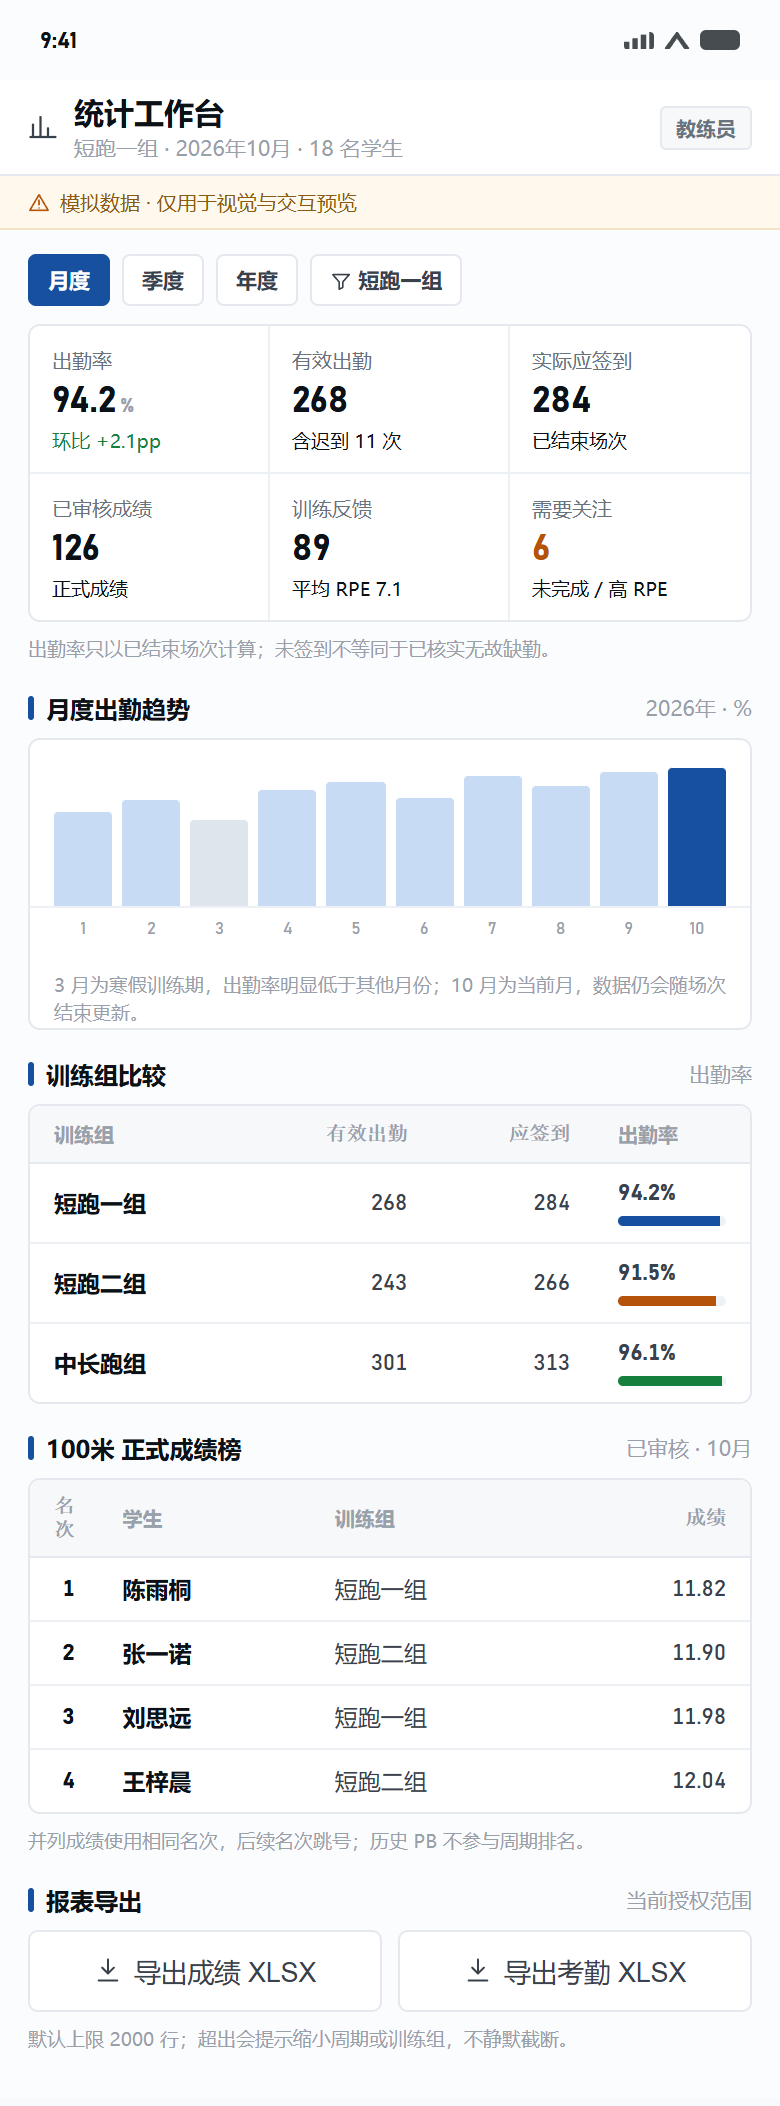 9:41
统计工作台
短跑一组 · 2026年10月 · 18 名学生
教练员
模拟数据 · 仅用于视觉与交互预览
月度
季度
年度
短跑一组
出勤率
94.2%
环比 +2.1pp
有效出勤
268
含迟到 11 次
实际应签到
284
已结束场次
已审核成绩
126
正式成绩
训练反馈
89
平均 RPE 7.1
需要关注
6
未完成 / 高 RPE
出勤率只以已结束场次计算；未签到不等同于已核实无故缺勤。
月度出勤趋势
2026年 · %
1 2 3 4 5 6 7 8 9 10
3 月为寒假训练期，出勤率明显低于其他月份；10 月为当前月，数据仍会随场次
结束更新。
训练组比较
出勤率
训练组 有效出勤 应签到 出勤率
短跑一组 268 284 94.2%
短跑二组 243 266 91.5%
中长跑组 301 313 96.1%
100米 正式成绩榜
已审核 · 10月
名次 学生 训练组 成绩
1 陈雨桐 短跑一组 11.82
2 张一诺 短跑二组 11.90
3 刘思远 短跑一组 11.98
4 王梓晨 短跑二组 12.04
并列成绩使用相同名次，后续名次跳号；历史 PB 不参与周期排名。
报表导出
当前授权范围
导出成绩 XLSX
导出考勤 XLSX
默认上限 2000 行；超出会提示缩小周期或训练组，不静默截断。